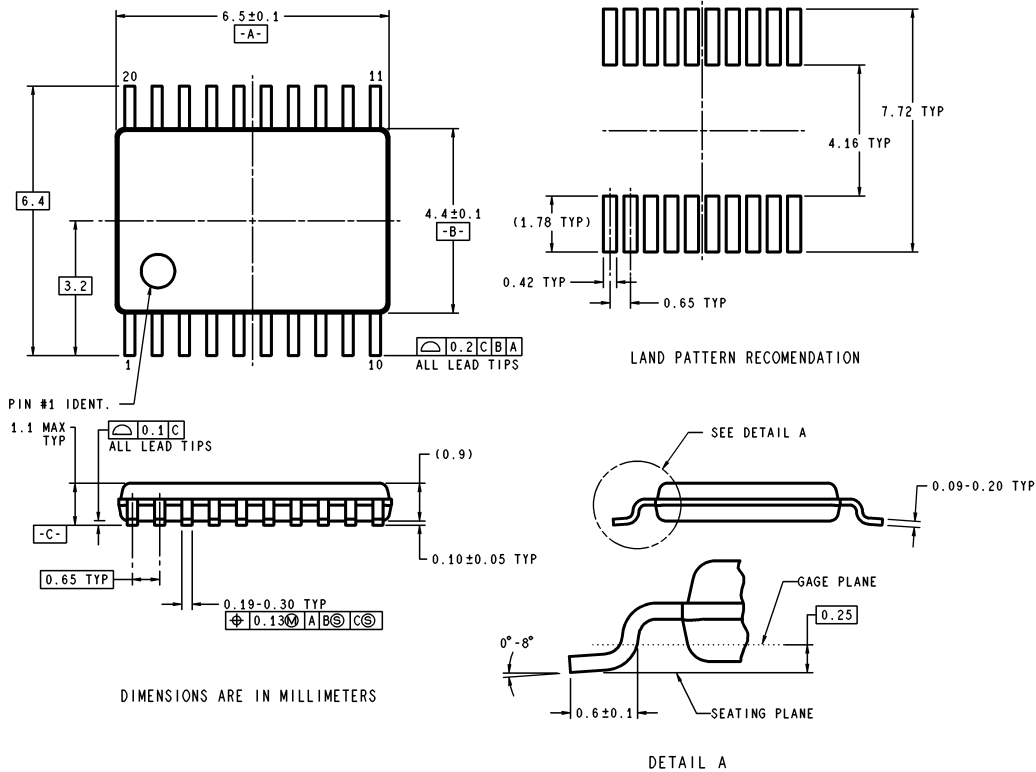 6.5±0.1
-A-
20
11
6.4
3.2
4.4±0.1
-B-
1
10
⌓ 0.2 C B A
ALL LEAD TIPS
PIN #1 IDENT.
7.72 TYP
4.16 TYP
(1.78 TYP)
0.42 TYP
0.65 TYP
LAND PATTERN RECOMENDATION
1.1 MAX
TYP
⌓ 0.1 C
ALL LEAD TIPS
(0.9)
-C-
0.10±0.05 TYP
0.65 TYP
0.19-0.30 TYP
⌖ 0.13Ⓜ A BⓈ CⓈ
SEE DETAIL A
0.09-0.20 TYP
GAGE PLANE
0.25
0°-8°
0.6±0.1
SEATING PLANE
DIMENSIONS ARE IN MILLIMETERS
DETAIL A